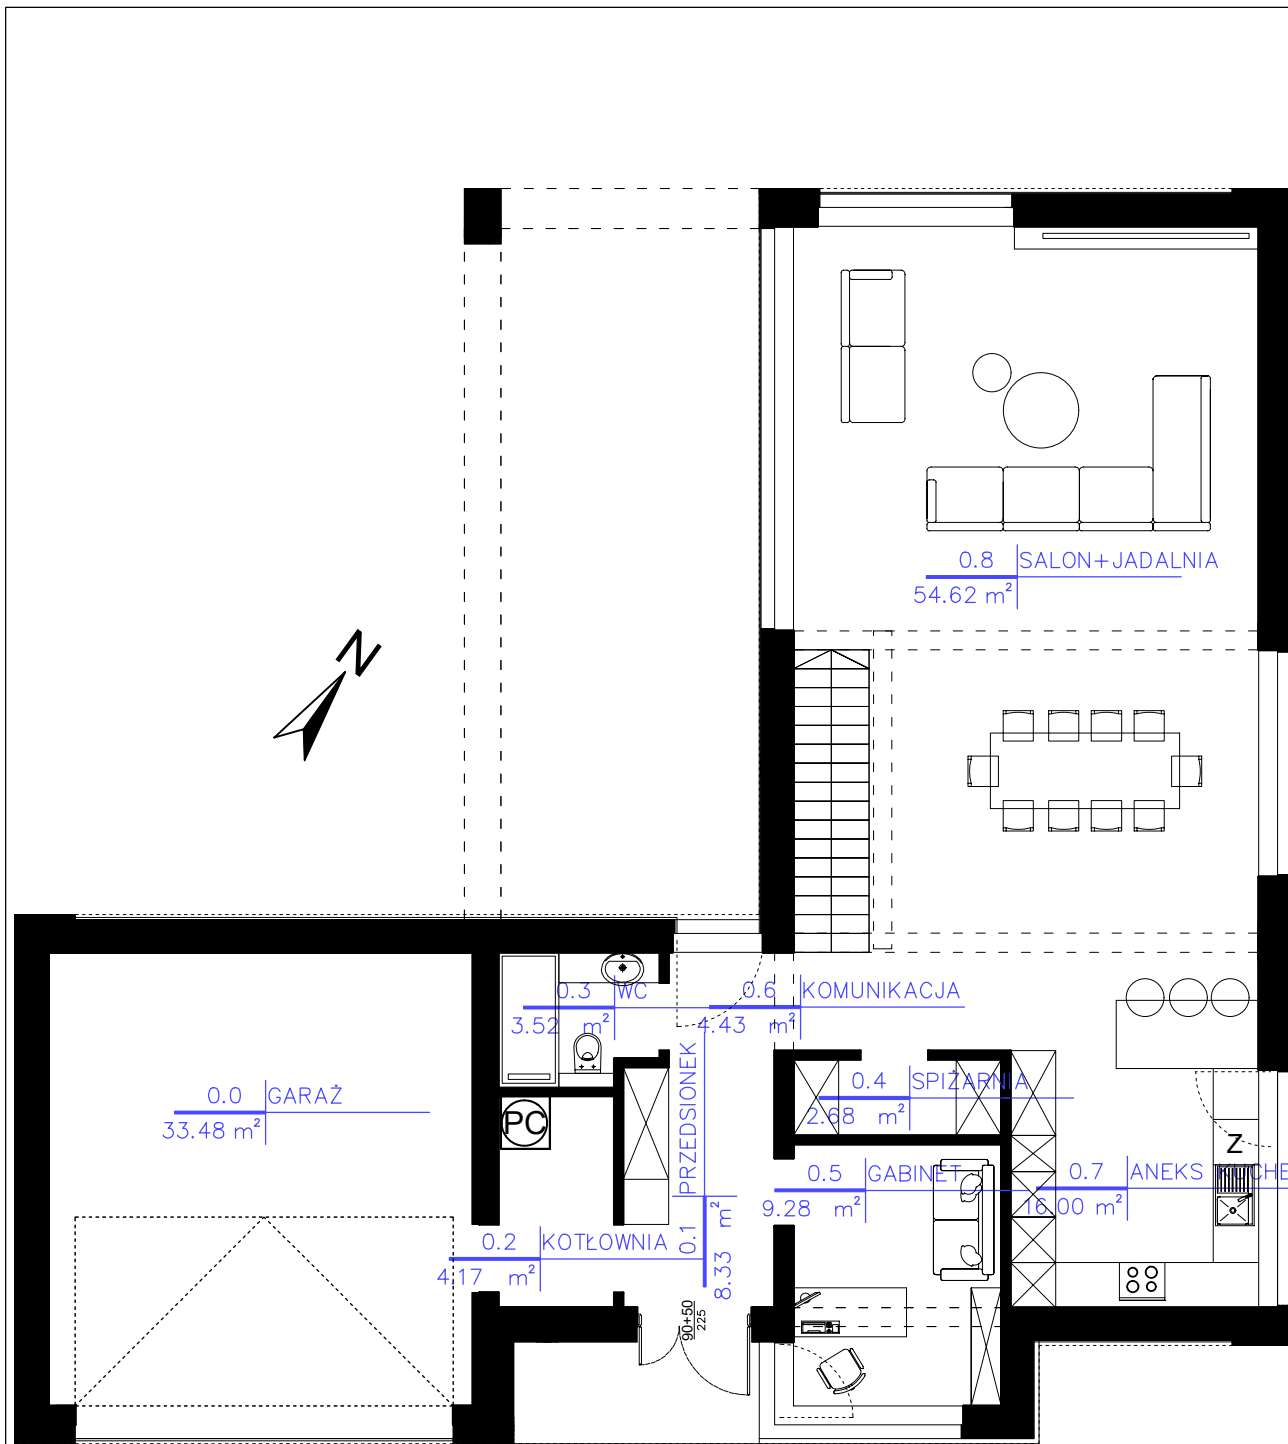 0.8 SALON+JADALNIA
54.62 m²
N
0.3 WC
3.52 m²
0.6 KOMUNIKACJA
4.43 m²
0.0 GARAŻ
33.48 m²
PC
0.1 PRZEDSIONEK
8.33 m²
0.4 SPIŻARNIA
2.68 m²
Z
0.5 GABINET
9.28 m²
0.7 ANEKS KUCHE
16.00 m²
0.2 KOTŁOWNIA
4.17 m²
90+50
225